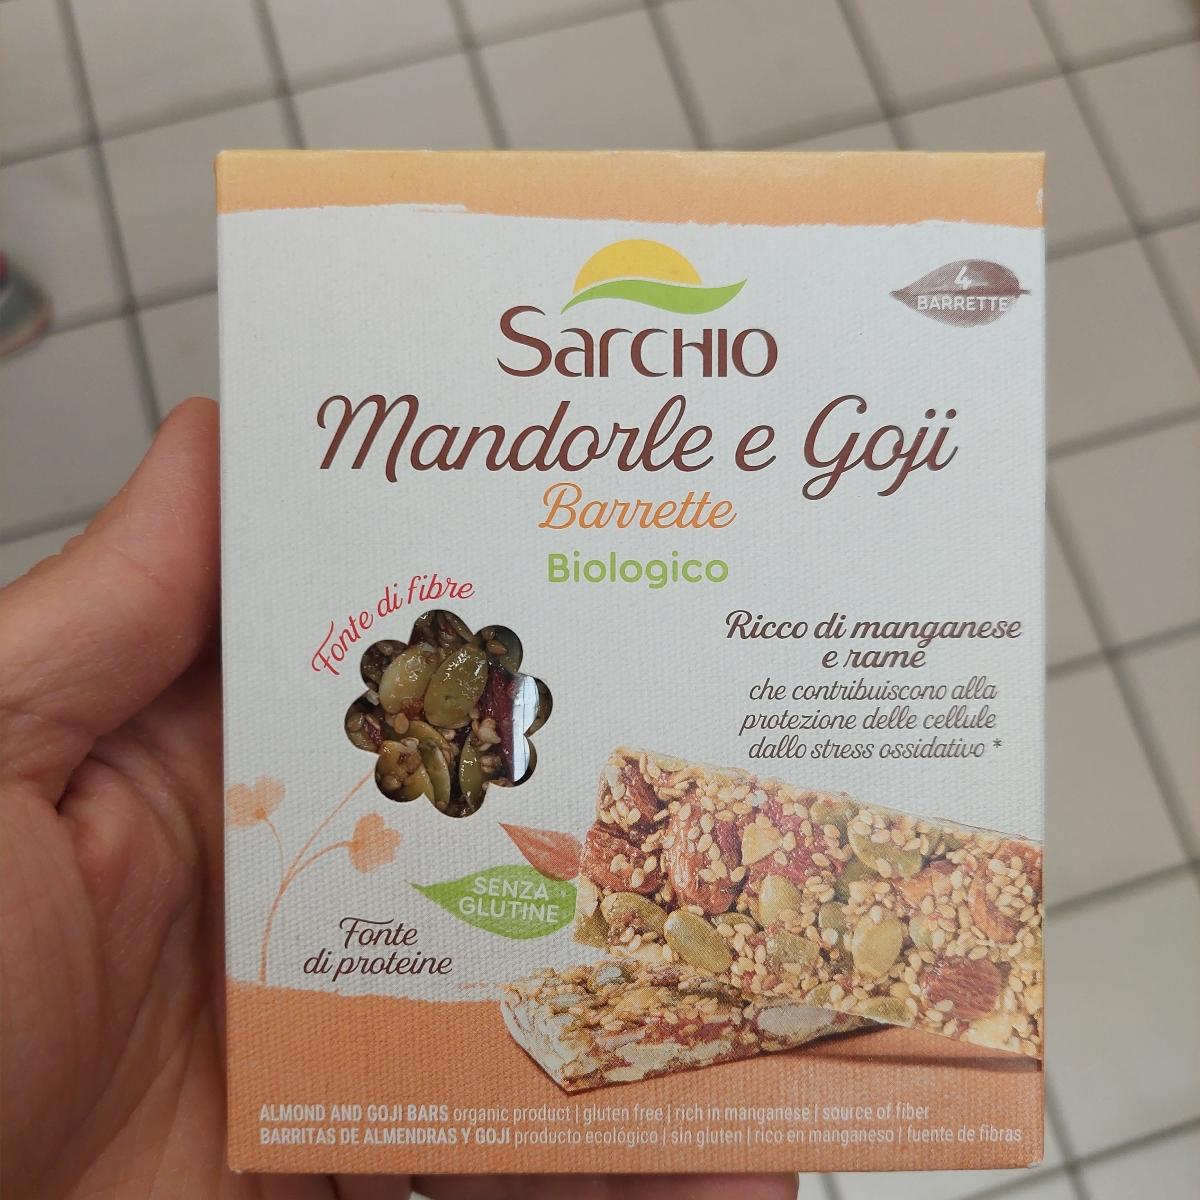 4
BARRETTE
Sarchio
Mandorle e Goji
Barrette
Biologico
Fonte di fibre
Ricco di manganese
e rame
che contribuiscono alla
protezione delle cellule
dallo stress ossidativo *
SENZA
GLUTINE
Fonte
di proteine
ALMOND AND GOJI BARS organic product | gluten free | rich in manganese | source of fiber
BARRITAS DE ALMENDRAS Y GOJI producto ecológico | sin gluten | rico en manganeso | fuente de fibras